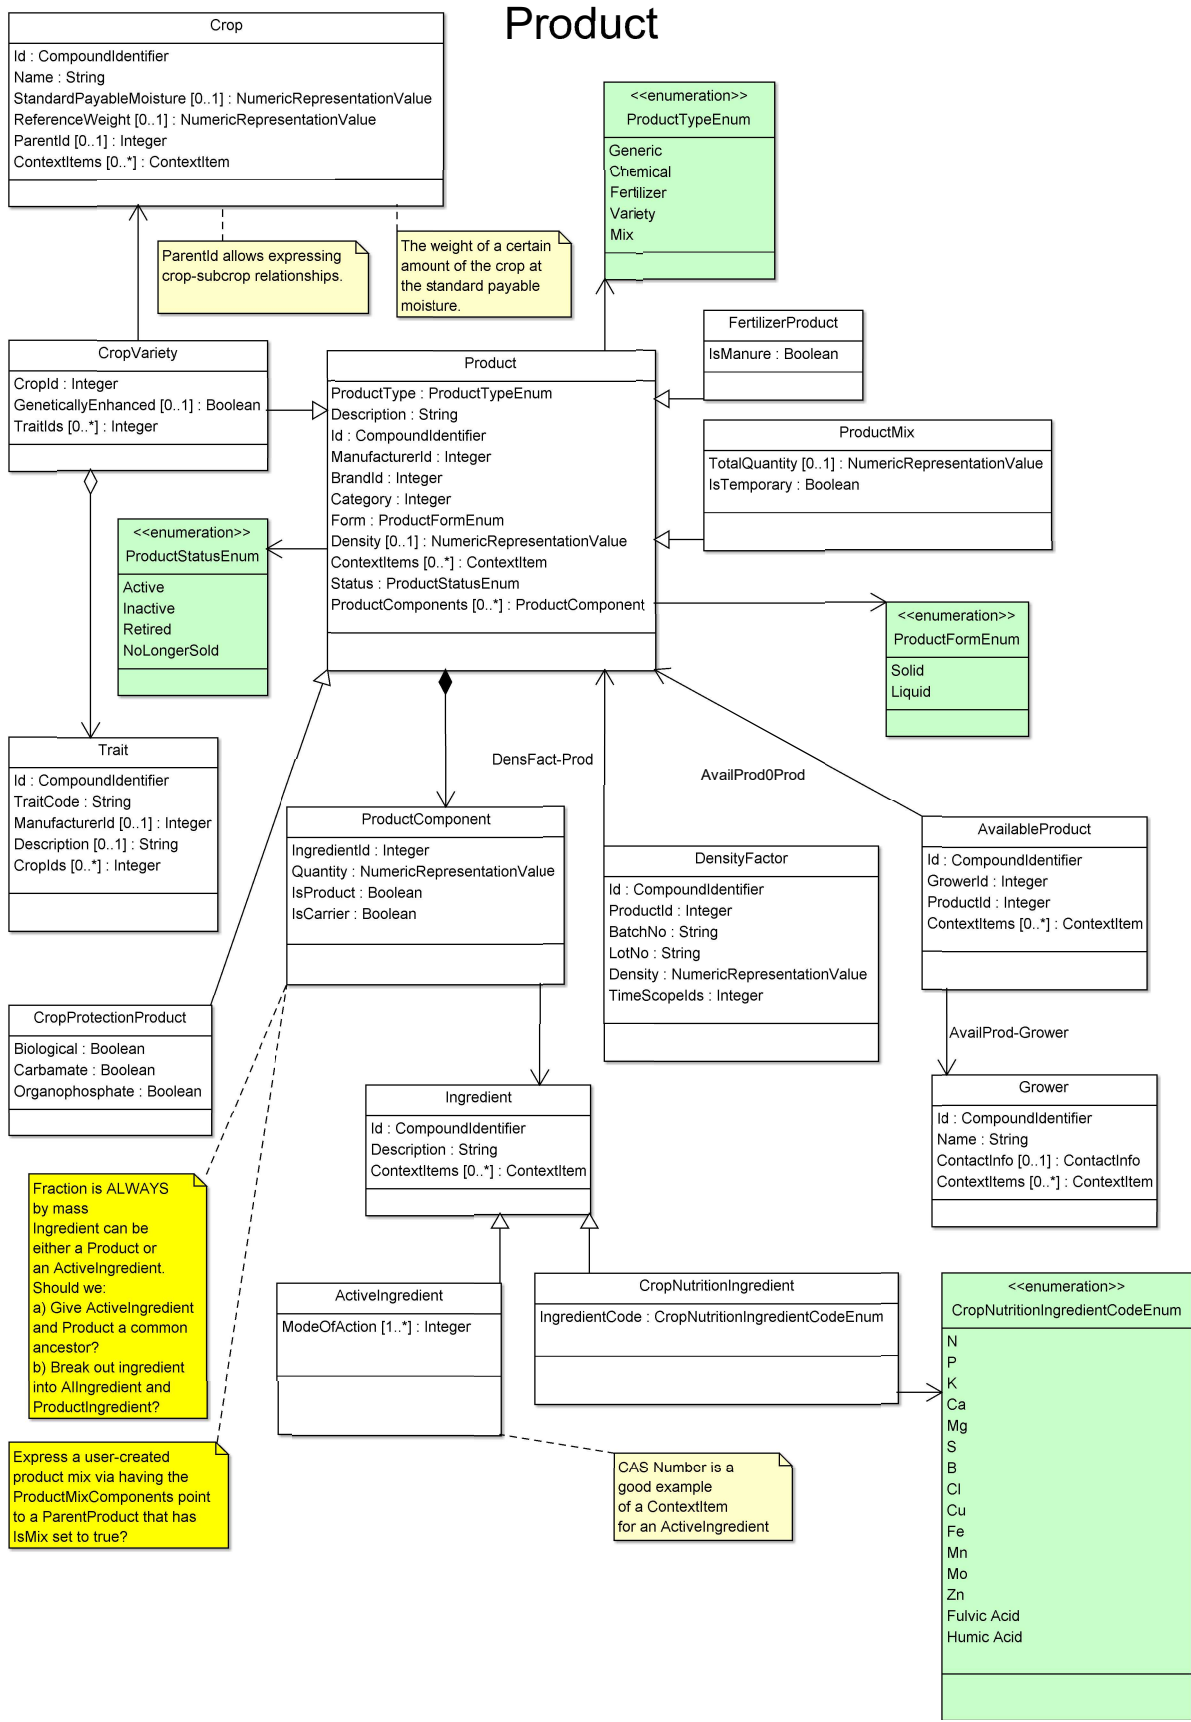 Product
Crop
Id : CompoundIdentifier
Name : String
StandardPayableMoisture [0..1] : NumericRepresentationValue
ReferenceWeight [0..1] : NumericRepresentationValue
ParentId [0..1] : Integer
ContextItems [0..*] : ContextItem
<<enumeration>>
ProductTypeEnum
Generic
Chemical
Fertilizer
Variety
Mix
ParentId allows expressing
crop-subcrop relationships.
The weight of a certain
amount of the crop at
the standard payable
moisture.
FertilizerProduct
IsManure : Boolean
CropVariety
CropId : Integer
GeneticallyEnhanced [0..1] : Boolean
TraitIds [0..*] : Integer
Product
ProductType : ProductTypeEnum
Description : String
Id : CompoundIdentifier
ManufacturerId : Integer
BrandId : Integer
Category : Integer
Form : ProductFormEnum
Density [0..1] : NumericRepresentationValue
ContextItems [0..*] : ContextItem
Status : ProductStatusEnum
ProductComponents [0..*] : ProductComponent
ProductMix
TotalQuantity [0..1] : NumericRepresentationValue
IsTemporary : Boolean
<<enumeration>>
ProductStatusEnum
Active
Inactive
Retired
NoLongerSold
<<enumeration>>
ProductFormEnum
Solid
Liquid
Trait
Id : CompoundIdentifier
TraitCode : String
ManufacturerId [0..1] : Integer
Description [0..1] : String
CropIds [0..*] : Integer
DensFact-Prod
AvailProd0Prod
ProductComponent
IngredientId : Integer
Quantity : NumericRepresentationValue
IsProduct : Boolean
IsCarrier : Boolean
DensityFactor
Id : CompoundIdentifier
ProductId : Integer
BatchNo : String
LotNo : String
Density : NumericRepresentationValue
TimeScopeIds : Integer
AvailableProduct
Id : CompoundIdentifier
GrowerId : Integer
ProductId : Integer
ContextItems [0..*] : ContextItem
CropProtectionProduct
Biological : Boolean
Carbamate : Boolean
Organophosphate : Boolean
AvailProd-Grower
Ingredient
Id : CompoundIdentifier
Description : String
ContextItems [0..*] : ContextItem
Grower
Id : CompoundIdentifier
Name : String
ContactInfo [0..1] : ContactInfo
ContextItems [0..*] : ContextItem
Fraction is ALWAYS
by mass
Ingredient can be
either a Product or
an ActiveIngredient.
Should we:
a) Give ActiveIngredient
and Product a common
ancestor?
b) Break out ingredient
into AIIngredient and
ProductIngredient?
ActiveIngredient
ModeOfAction [1..*] : Integer
CropNutritionIngredient
IngredientCode : CropNutritionIngredientCodeEnum
<<enumeration>>
CropNutritionIngredientCodeEnum
N
P
K
Ca
Mg
S
B
Cl
Cu
Fe
Mn
Mo
Zn
Fulvic Acid
Humic Acid
Express a user-created
product mix via having the
ProductMixComponents point
to a ParentProduct that has
IsMix set to true?
CAS Number is a
good example
of a ContextItem
for an ActiveIngredient